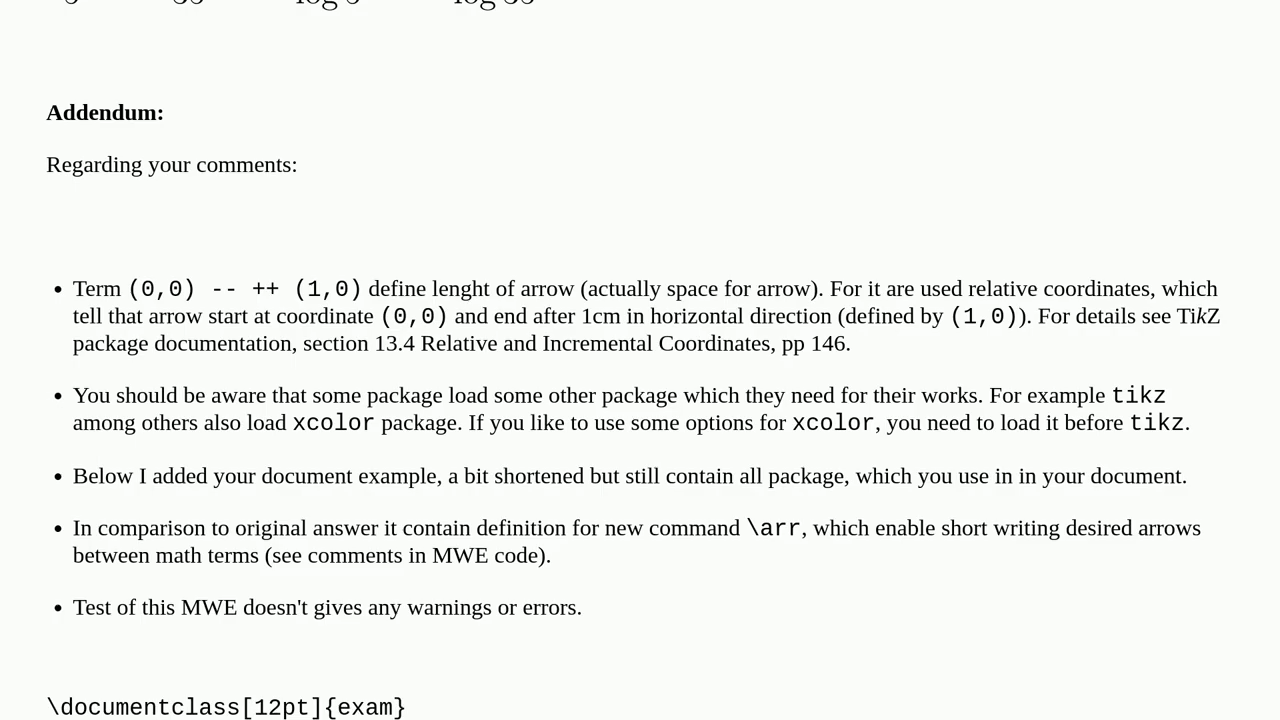 log log
Addendum:
Regarding your comments:
• Term (0,0) -- ++ (1,0) define lenght of arrow (actually space for arrow). For it are used relative coordinates, which
tell that arrow start at coordinate (0,0) and end after 1cm in horizontal direction (defined by (1,0)). For details see TikZ
package documentation, section 13.4 Relative and Incremental Coordinates, pp 146.
• You should be aware that some package load some other package which they need for their works. For example tikz
among others also load xcolor package. If you like to use some options for xcolor, you need to load it before tikz.
• Below I added your document example, a bit shortened but still contain all package, which you use in in your document.
• In comparison to original answer it contain definition for new command \arr, which enable short writing desired arrows
between math terms (see comments in MWE code).
• Test of this MWE doesn't gives any warnings or errors.
\documentclass[12pt]{exam}